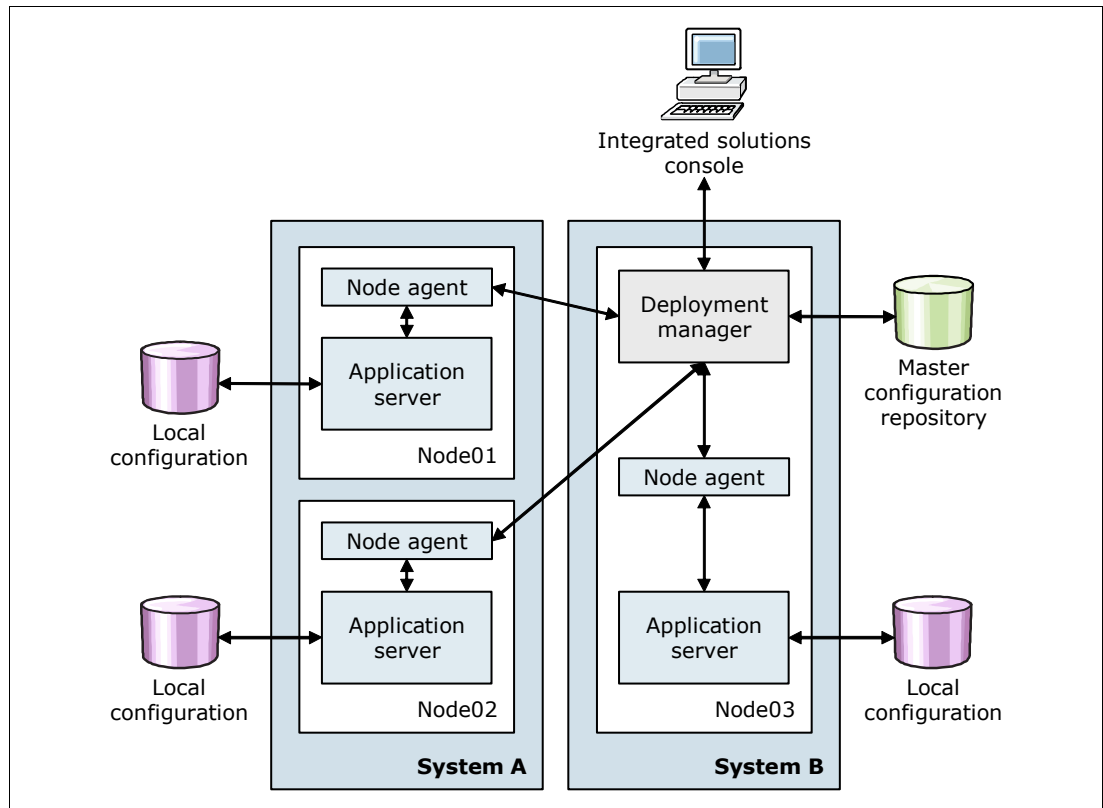 Integrated solutions
console
Node agent
Application
server
Node01
Local
configuration
Node agent
Application
server
Node02
Local
configuration
System A
Deployment
manager
Master
configuration
repository
Node agent
Application
server
Node03
Local
configuration
System B